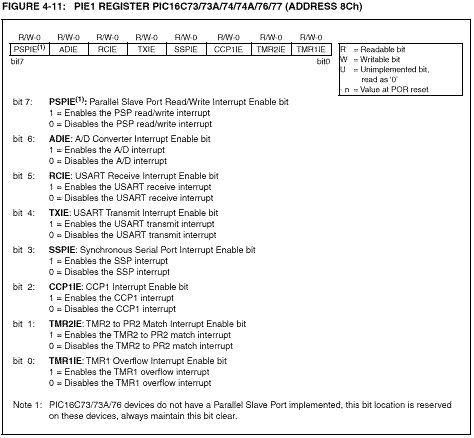 FIGURE 4-11: PIE1 REGISTER PIC16C73/73A/74/74A/76/77 (ADDRESS 8Ch)
R/W-0 R/W-0 R/W-0 R/W-0 R/W-0 R/W-0 R/W-0 R/W-0
PSPIE(1) ADIE RCIE TXIE SSPIE CCP1IE TMR2IE TMR1IE
bit7 bit0
R = Readable bit
W = Writable bit
U = Unimplemented bit,
read as ‘0’
- n = Value at POR reset
bit 7: PSPIE(1): Parallel Slave Port Read/Write Interrupt Enable bit
1 = Enables the PSP read/write interrupt
0 = Disables the PSP read/write interrupt
bit 6: ADIE: A/D Converter Interrupt Enable bit
1 = Enables the A/D interrupt
0 = Disables the A/D interrupt
bit 5: RCIE: USART Receive Interrupt Enable bit
1 = Enables the USART receive interrupt
0 = Disables the USART receive interrupt
bit 4: TXIE: USART Transmit Interrupt Enable bit
1 = Enables the USART transmit interrupt
0 = Disables the USART transmit interrupt
bit 3: SSPIE: Synchronous Serial Port Interrupt Enable bit
1 = Enables the SSP interrupt
0 = Disables the SSP interrupt
bit 2: CCP1IE: CCP1 Interrupt Enable bit
1 = Enables the CCP1 interrupt
0 = Disables the CCP1 interrupt
bit 1: TMR2IE: TMR2 to PR2 Match Interrupt Enable bit
1 = Enables the TMR2 to PR2 match interrupt
0 = Disables the TMR2 to PR2 match interrupt
bit 0: TMR1IE: TMR1 Overflow Interrupt Enable bit
1 = Enables the TMR1 overflow interrupt
0 = Disables the TMR1 overflow interrupt
Note 1: PIC16C73/73A/76 devices do not have a Parallel Slave Port implemented, this bit location is reserved
on these devices, always maintain this bit clear.